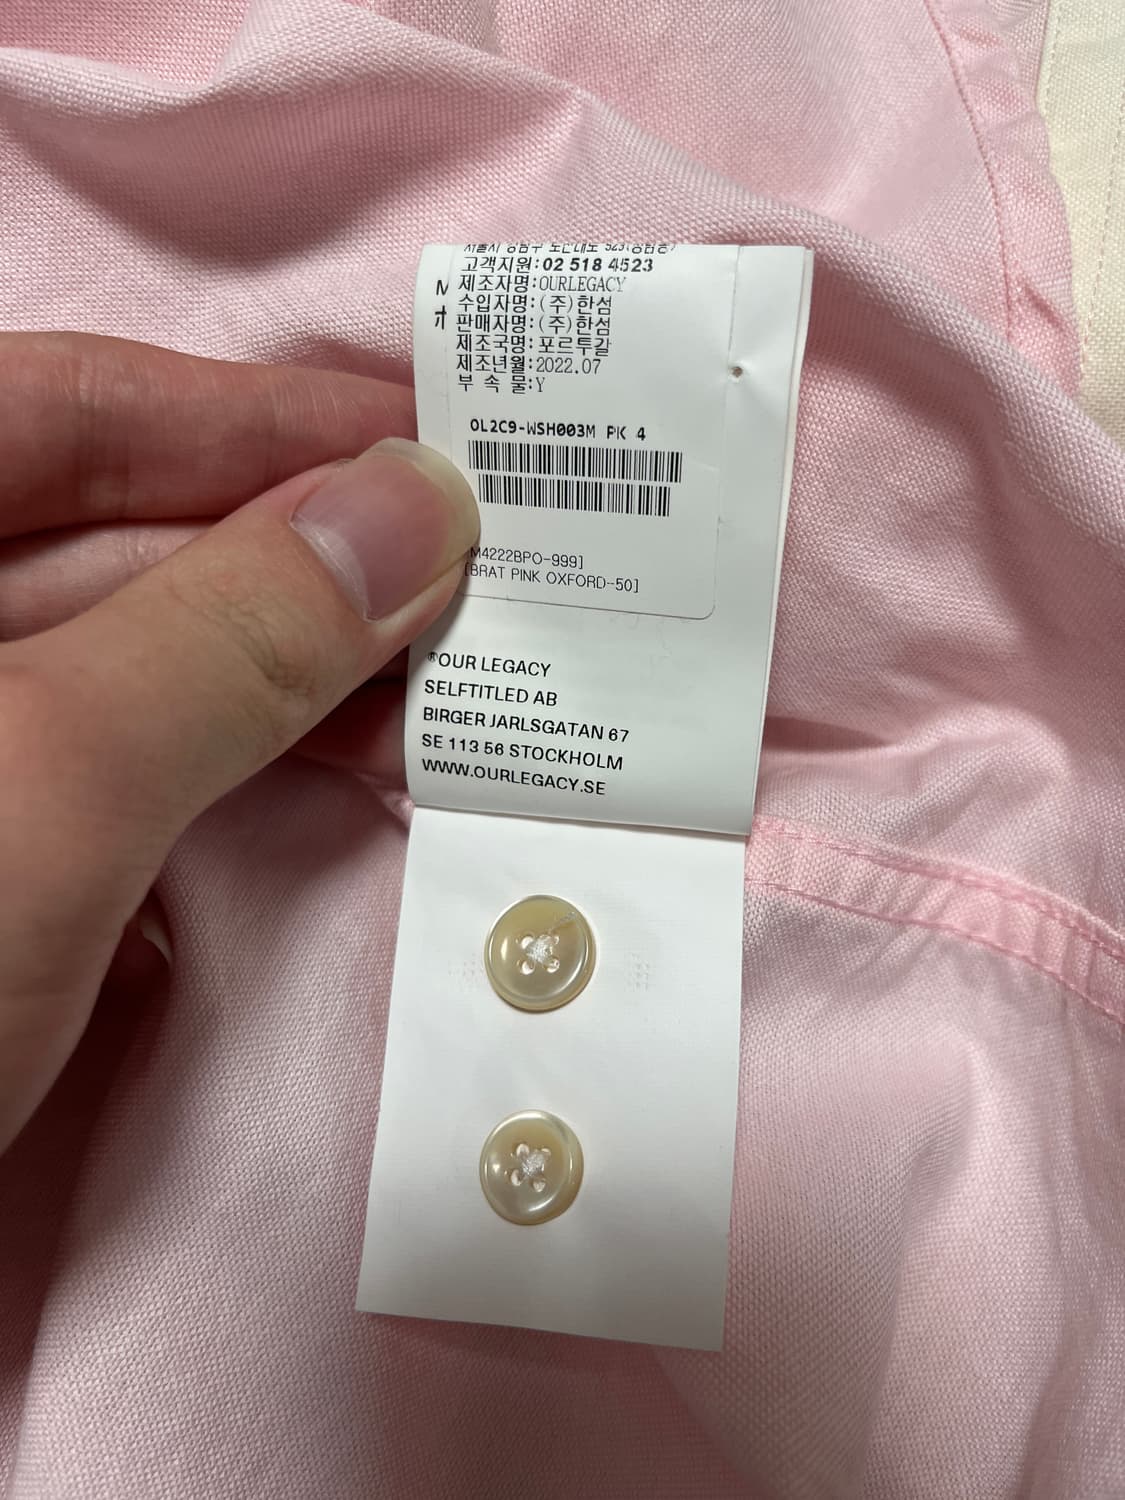 고객지원:02 518 4523
제조자명:OURLEGACY
수입자명:(주)한섬
판매자명:(주)한섬
제조국명:포르투갈
제조년월:2022.07
부 속 물:Y
OL2C9-WSH003M PK 4
M4222BPO-999]
[BRAT PINK OXFORD-50]
®OUR LEGACY
SELFTITLED AB
BIRGER JARLSGATAN 67
SE 113 56 STOCKHOLM
WWW.OURLEGACY.SE